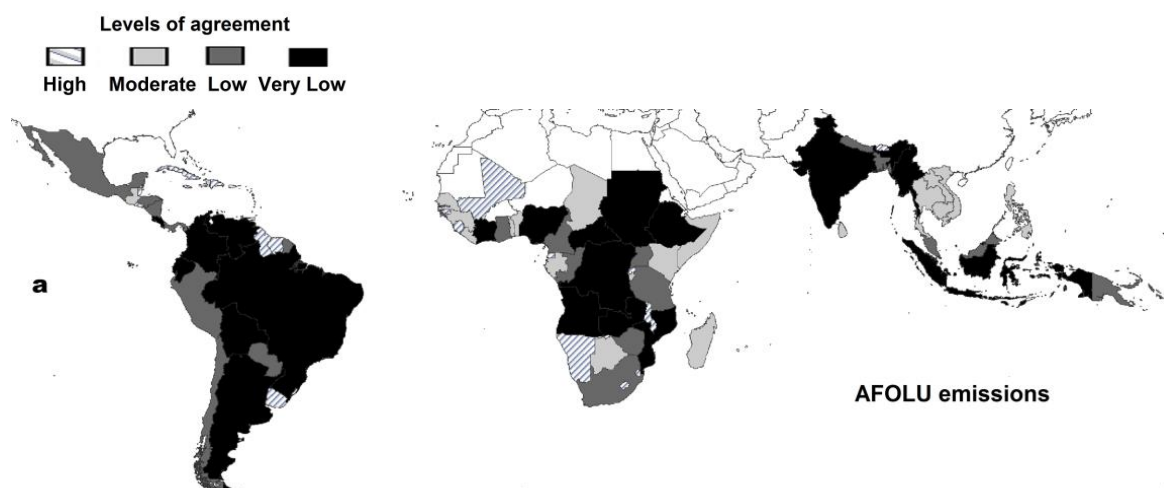 Levels of agreement
High Moderate Low Very Low
a
AFOLU emissions